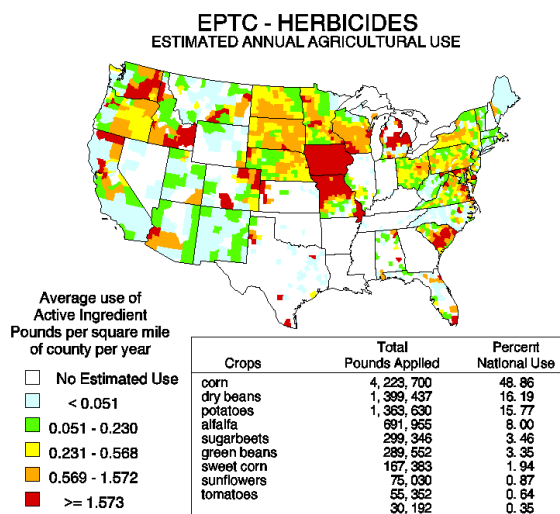 EPTC - HERBICIDES
ESTIMATED ANNUAL AGRICULTURAL USE
Average use of
Active Ingredient
Pounds per square mile
of county per year
No Estimated Use
< 0.051
0.051 - 0.230
0.231 - 0.568
0.569 - 1.572
>= 1.573
Crops Total Pounds Applied Percent National Use
corn 4,223,700 48.86
dry beans 1,399,437 16.19
potatoes 1,363,630 15.77
alfalfa 691,955 8.00
sugarbeets 299,346 3.46
green beans 289,552 3.35
sweet corn 167,383 1.94
sunflowers 75,030 0.87
tomatoes 55,352 0.64
30,192 0.35